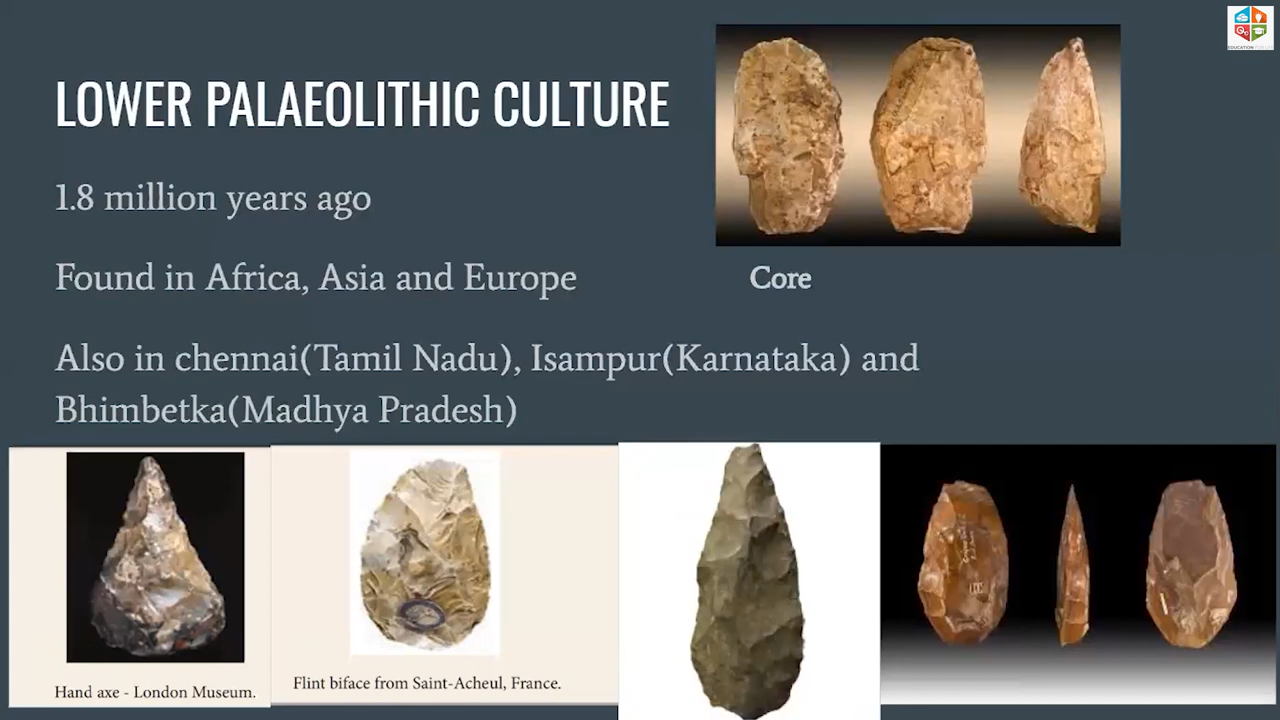 LOWER PALAEOLITHIC CULTURE
1.8 million years ago
Found in Africa, Asia and Europe
Core
Also in chennai(Tamil Nadu), Isampur(Karnataka) and
Bhimbetka(Madhya Pradesh)
Hand axe - London Museum.
Flint biface from Saint-Acheul, France.